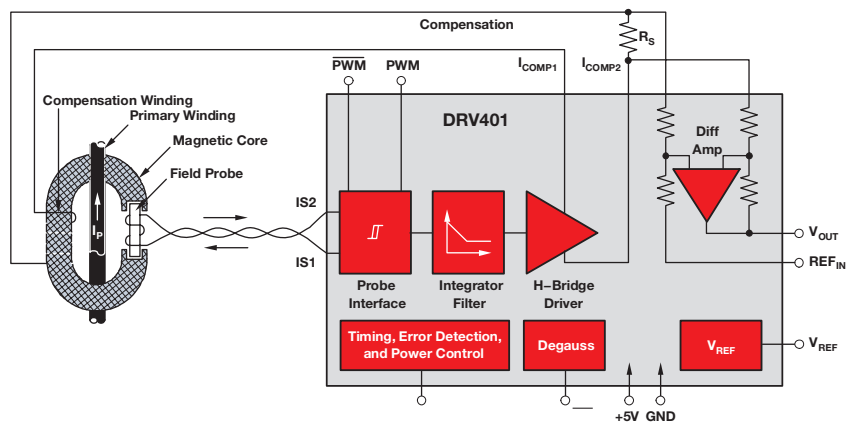 Compensation
R_S
PWM
PWM
I_COMP1
I_COMP2
Compensation Winding
Primary Winding
Magnetic Core
Field Probe
DRV401
Diff
Amp
I_P
IS2
IS1
Probe
Interface
Integrator
Filter
H–Bridge
Driver
V_OUT
REF_IN
Timing, Error Detection,
and Power Control
Degauss
V_REF
V_REF
+5V
GND